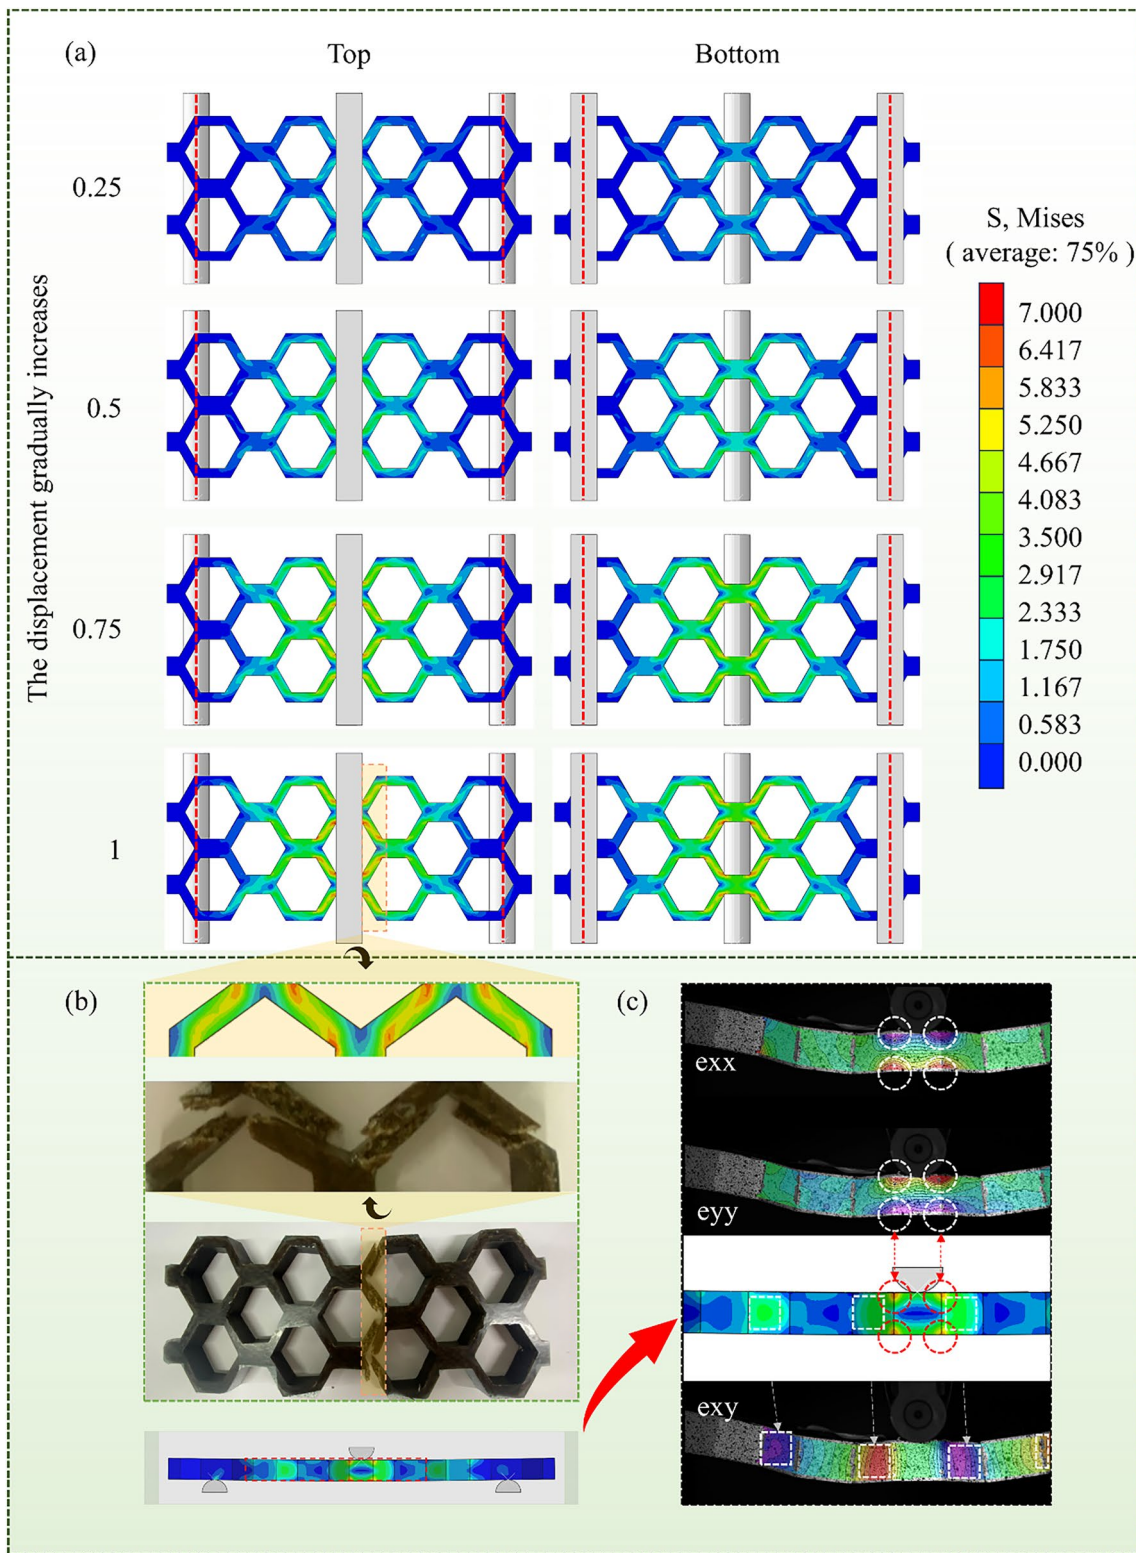 (a)
Top
Bottom
The displacement gradually increases
0.25
0.5
0.75
1
S, Mises
( average: 75% )
7.000
6.417
5.833
5.250
4.667
4.083
3.500
2.917
2.333
1.750
1.167
0.583
0.000
(b)
(c)
exx
eyy
exy